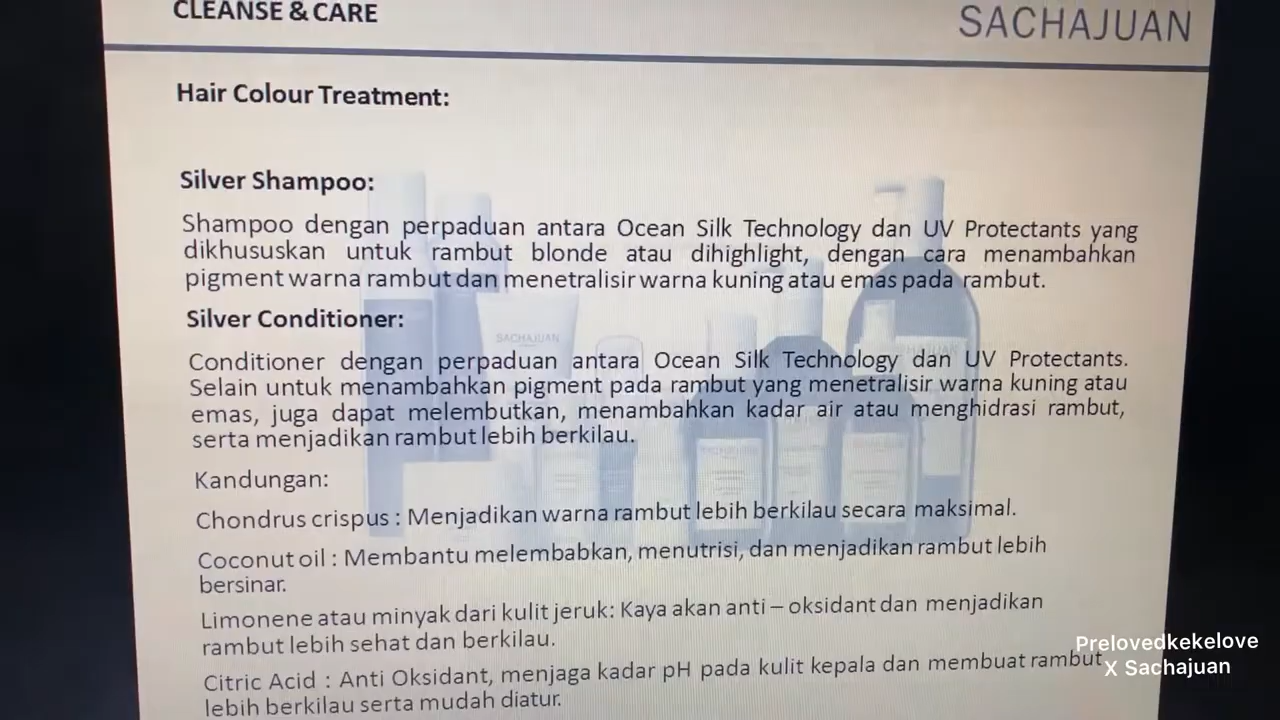 CLEANSE & CARE
SACHAJUAN
Hair Colour Treatment:
Silver Shampoo:
Shampoo dengan perpaduan antara Ocean Silk Technology dan UV Protectants yang
dikhususkan untuk rambut blonde atau dihighlight, dengan cara menambahkan
pigment warna rambut dan menetralisir warna kuning atau emas pada rambut.
Silver Conditioner:
SACHAJUAN
Conditioner dengan perpaduan antara Ocean Silk Technology dan UV Protectants.
Selain untuk menambahkan pigment pada rambut yang menetralisir warna kuning atau
emas, juga dapat melembutkan, menambahkan kadar air atau menghidrasi rambut,
serta menjadikan rambut lebih berkilau.
Kandungan:
Chondrus crispus : Menjadikan warna rambut lebih berkilau secara maksimal.
Coconut oil : Membantu melembabkan, menutrisi, dan menjadikan rambut lebih
bersinar.
Limonene atau minyak dari kulit jeruk: Kaya akan anti – oksidant dan menjadikan
rambut lebih sehat dan berkilau.
Citric Acid : Anti Oksidant, menjaga kadar pH pada kulit kepala dan membuat rambut
lebih berkilau serta mudah diatur.
Prelovedkekelove
X Sachajuan